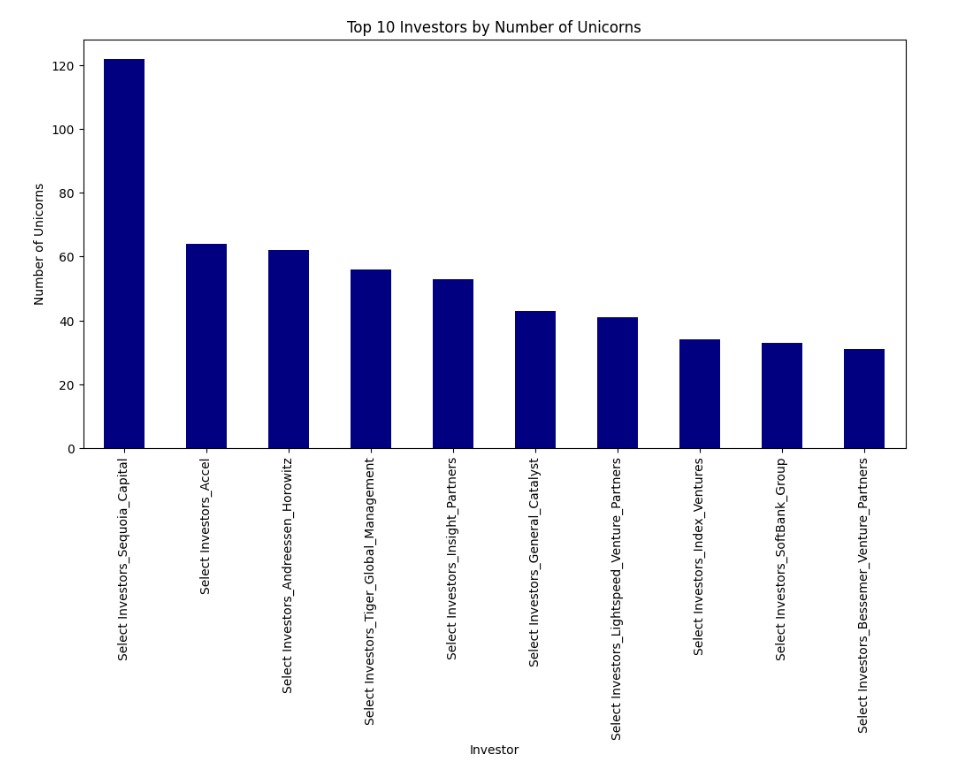 Top 10 Investors by Number of Unicorns
Number of Unicorns
120
100
80
60
40
20
0
Select Investors_Sequoia_Capital
Select Investors_Accel
Select Investors_Andreessen_Horowitz
Select Investors_Tiger_Global_Management
Select Investors_Insight_Partners
Select Investors_General_Catalyst
Select Investors_Lightspeed_Venture_Partners
Select Investors_Index_Ventures
Select Investors_SoftBank_Group
Select Investors_Bessemer_Venture_Partners
Investor